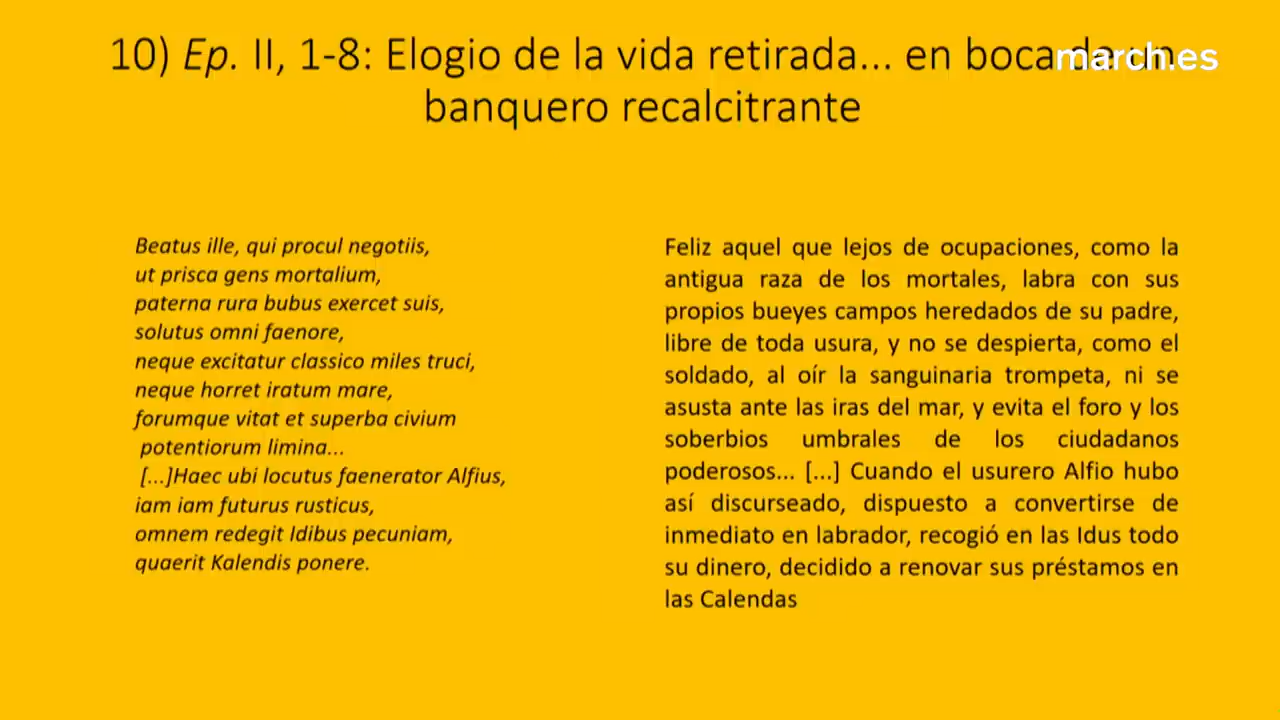 10) Ep. II, 1-8: Elogio de la vida retirada... en boca de un
march.es
banquero recalcitrante
Beatus ille, qui procul negotiis,
ut prisca gens mortalium,
paterna rura bubus exercet suis,
solutus omni faenore,
neque excitatur classico miles truci,
neque horret iratum mare,
forumque vitat et superba civium
potentiorum limina...
[...]Haec ubi locutus faenerator Alfius,
iam iam futurus rusticus,
omnem redegit Idibus pecuniam,
quaerit Kalendis ponere.
Feliz aquel que lejos de ocupaciones, como la
antigua raza de los mortales, labra con sus
propios bueyes campos heredados de su padre,
libre de toda usura, y no se despierta, como el
soldado, al oír la sanguinaria trompeta, ni se
asusta ante las iras del mar, y evita el foro y los
soberbios umbrales de los ciudadanos
poderosos... [...] Cuando el usurero Alfio hubo
así discurseado, dispuesto a convertirse de
inmediato en labrador, recogió en las Idus todo
su dinero, decidido a renovar sus préstamos en
las Calendas